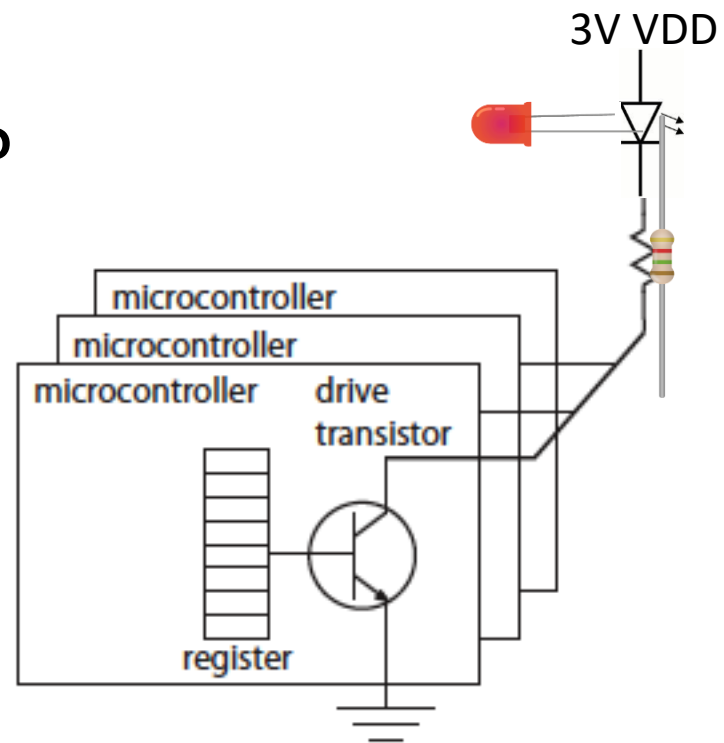 3V VDD
microcontroller
microcontroller
microcontroller drive
transistor
register